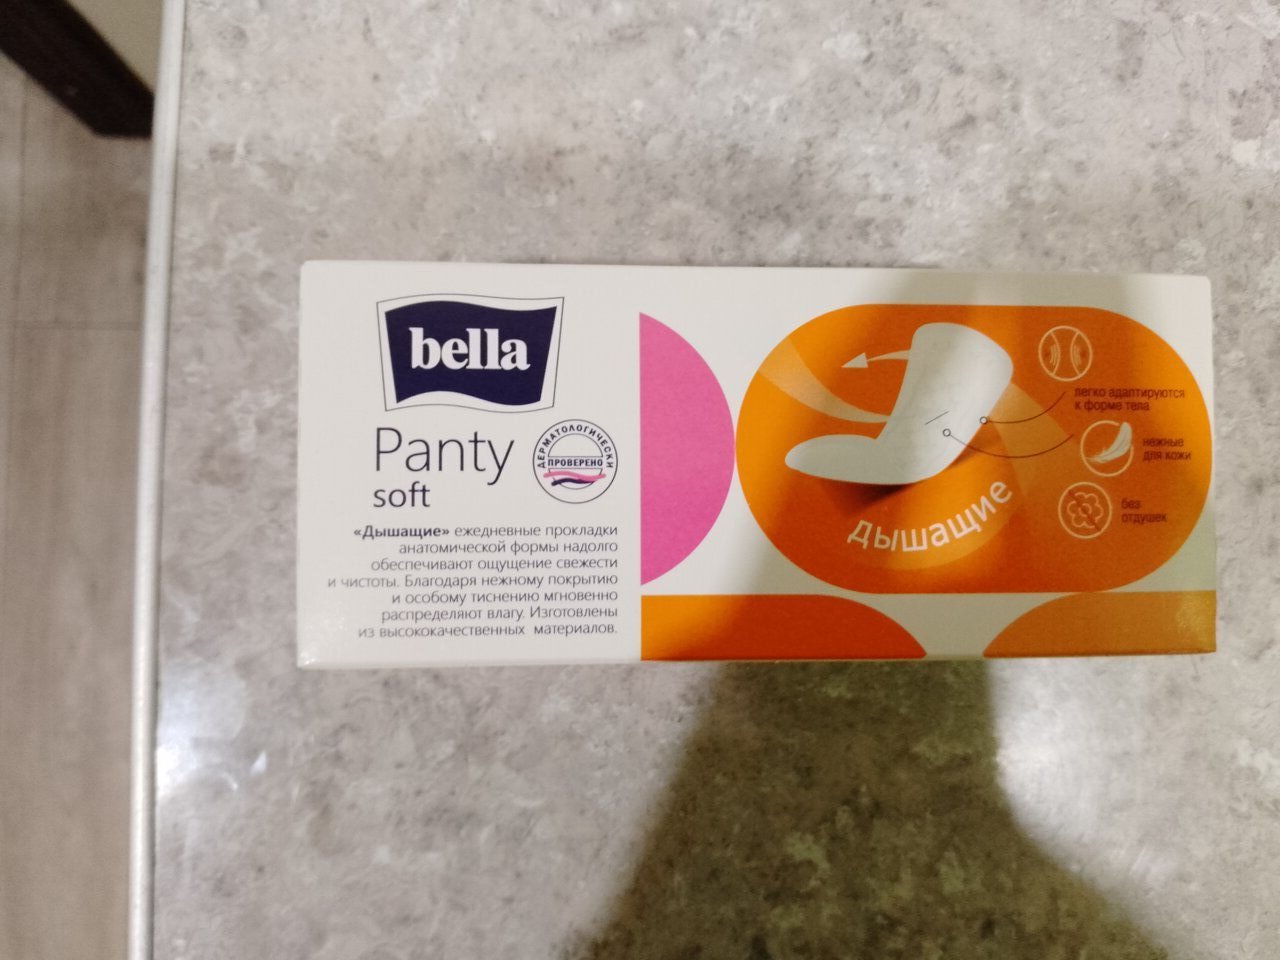 bella
Panty
soft
ДЕРМАТОЛОГИЧЕСКИ
ПРОВЕРЕНО
«Дышащие» ежедневные прокладки
анатомической формы надолго
обеспечивают ощущение свежести
и чистоты. Благодаря нежному покрытию
и особому тиснению мгновенно
распределяют влагу. Изготовлены
из высококачественных материалов.
дышащие
легко адаптируются
к форме тела
нежные
для кожи
без
отдушек